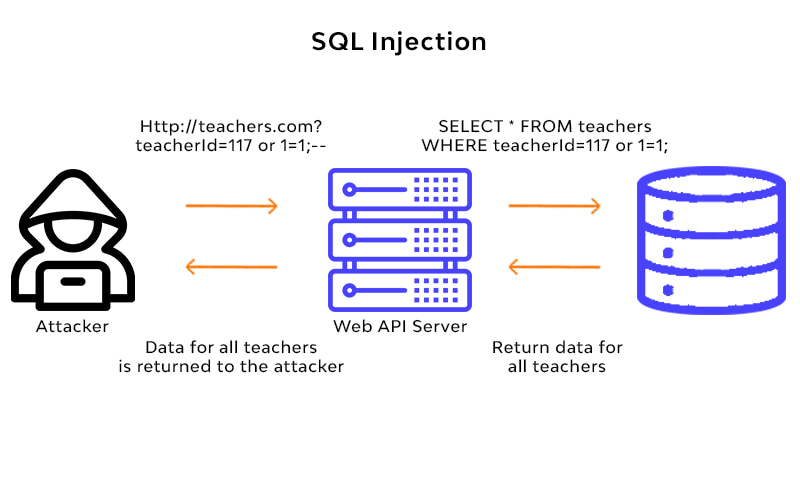 SQL Injection
Http://teachers.com?
teacherId=117 or 1=1;--
SELECT * FROM teachers
WHERE teacherId=117 or 1=1;
Attacker
Web API Server
Data for all teachers
is returned to the attacker
Return data for
all teachers